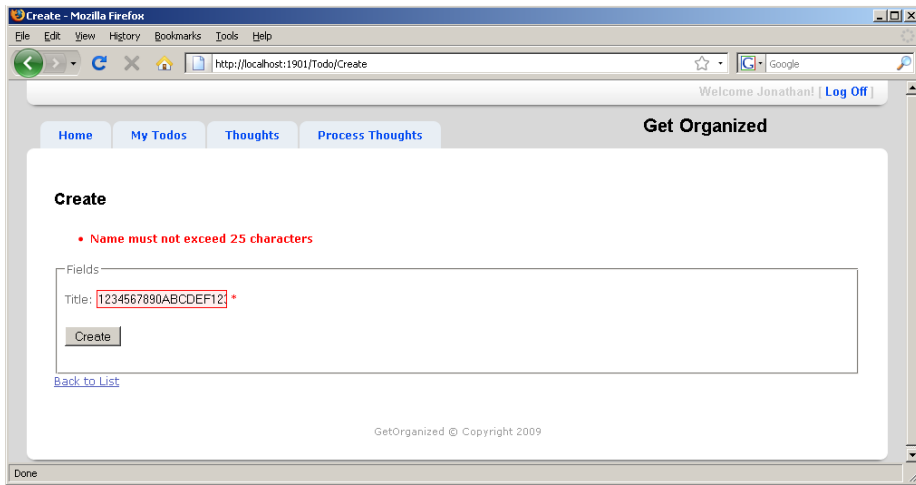 Create - Mozilla Firefox
File Edit View History Bookmarks Tools Help
http://localhost:1901/Todo/Create
Google
Welcome Jonathan! [ Log Off ]
Get Organized
Home My Todos Thoughts Process Thoughts
Create
• Name must not exceed 25 characters
Fields
Title: 1234567890ABCDEF123 *
Create
Back to List
GetOrganized © Copyright 2009
Done